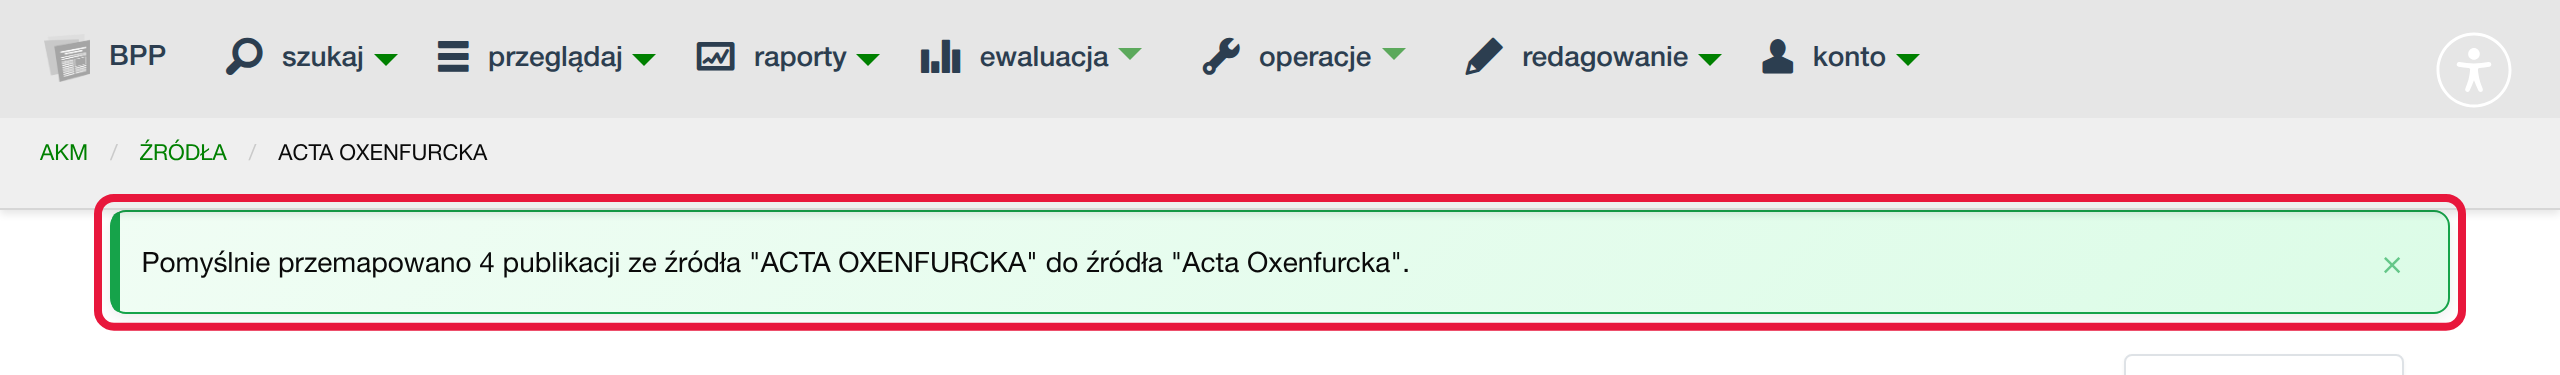 BPP szukaj przeglądaj raporty ewaluacja operacje redagowanie konto
AKM / ŹRÓDŁA / ACTA OXENFURCKA
Pomyślnie przemapowano 4 publikacji ze źródła "ACTA OXENFURCKA" do źródła "Acta Oxenfurcka". ×